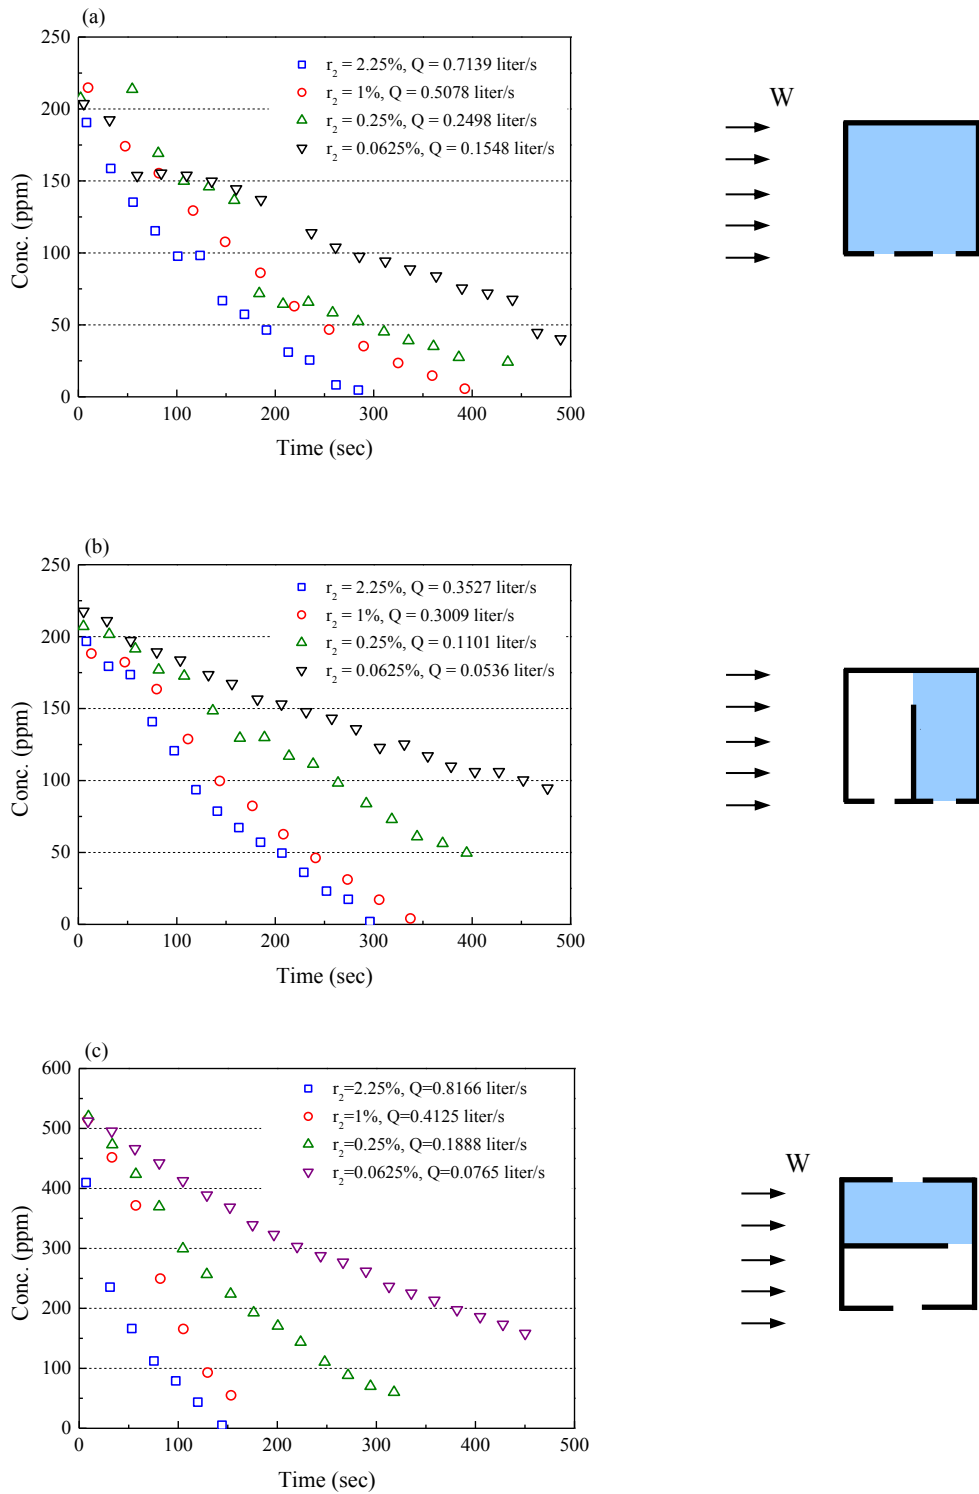 (a)
250
200
150
100
50
0
Conc. (ppm)
r₂ = 2.25%, Q = 0.7139 liter/s
r₂ = 1%, Q = 0.5078 liter/s
r₂ = 0.25%, Q = 0.2498 liter/s
r₂ = 0.0625%, Q = 0.1548 liter/s
0 100 200 300 400 500
Time (sec)
W
(b)
250
200
150
100
50
0
Conc. (ppm)
r₂ = 2.25%, Q = 0.3527 liter/s
r₂ = 1%, Q = 0.3009 liter/s
r₂ = 0.25%, Q = 0.1101 liter/s
r₂ = 0.0625%, Q = 0.0536 liter/s
0 100 200 300 400 500
Time (sec)
(c)
600
500
400
300
200
100
0
Conc. (ppm)
r₂=2.25%, Q=0.8166 liter/s
r₂=1%, Q=0.4125 liter/s
r₂=0.25%, Q=0.1888 liter/s
r₂=0.0625%, Q=0.0765 liter/s
0 100 200 300 400 500
Time (sec)
W